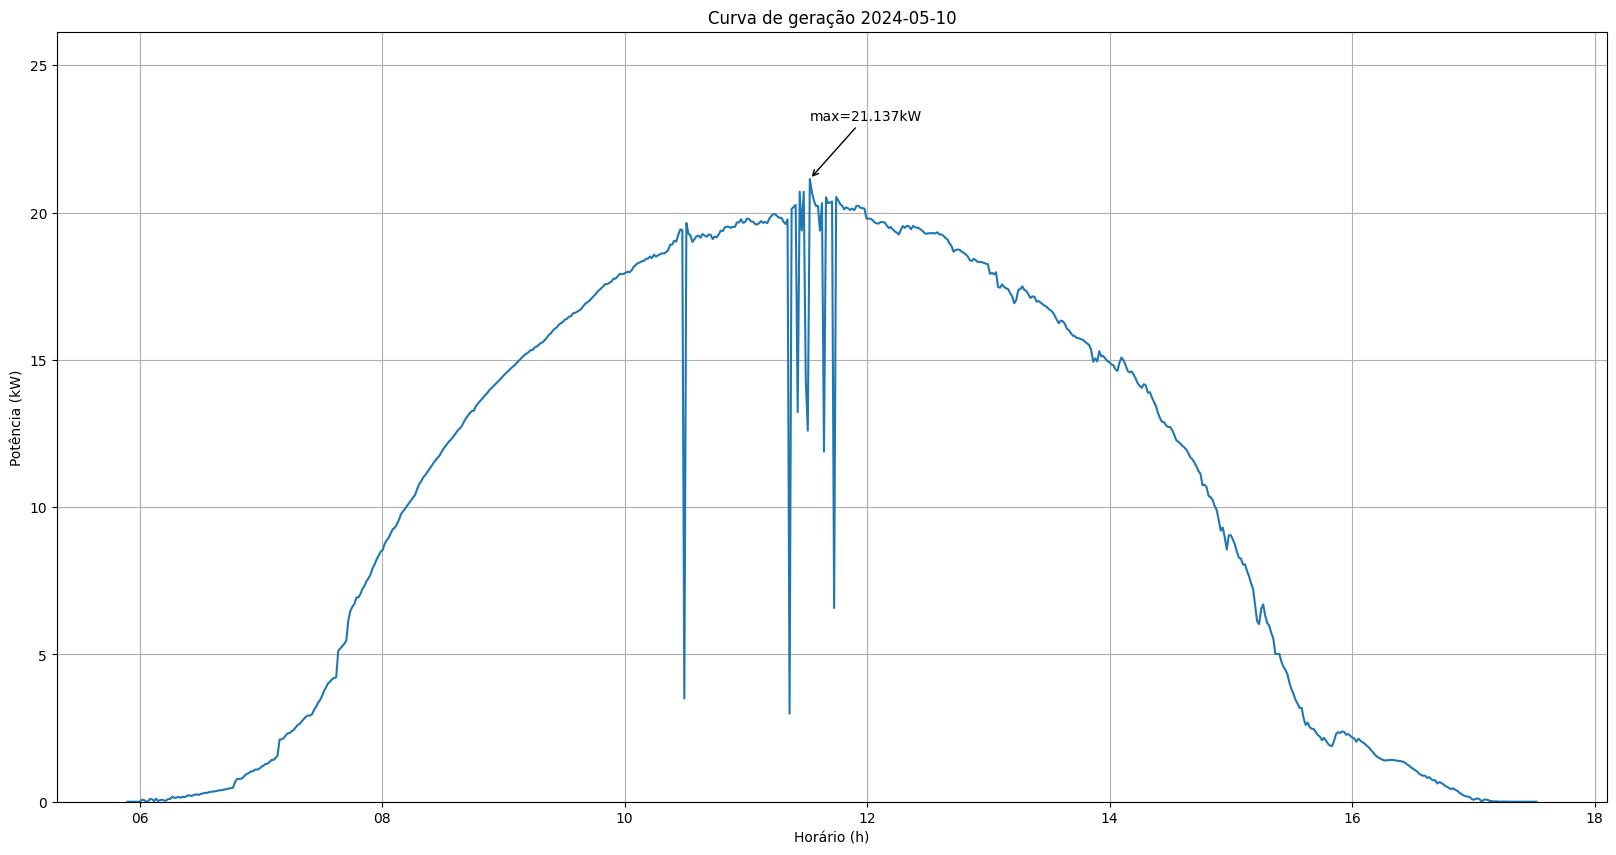 Curva de geração 2024-05-10
25
max=21.137kW
20
15
Potência (kW)
10
5
0
06 08 10 12 14 16 18
Horário (h)